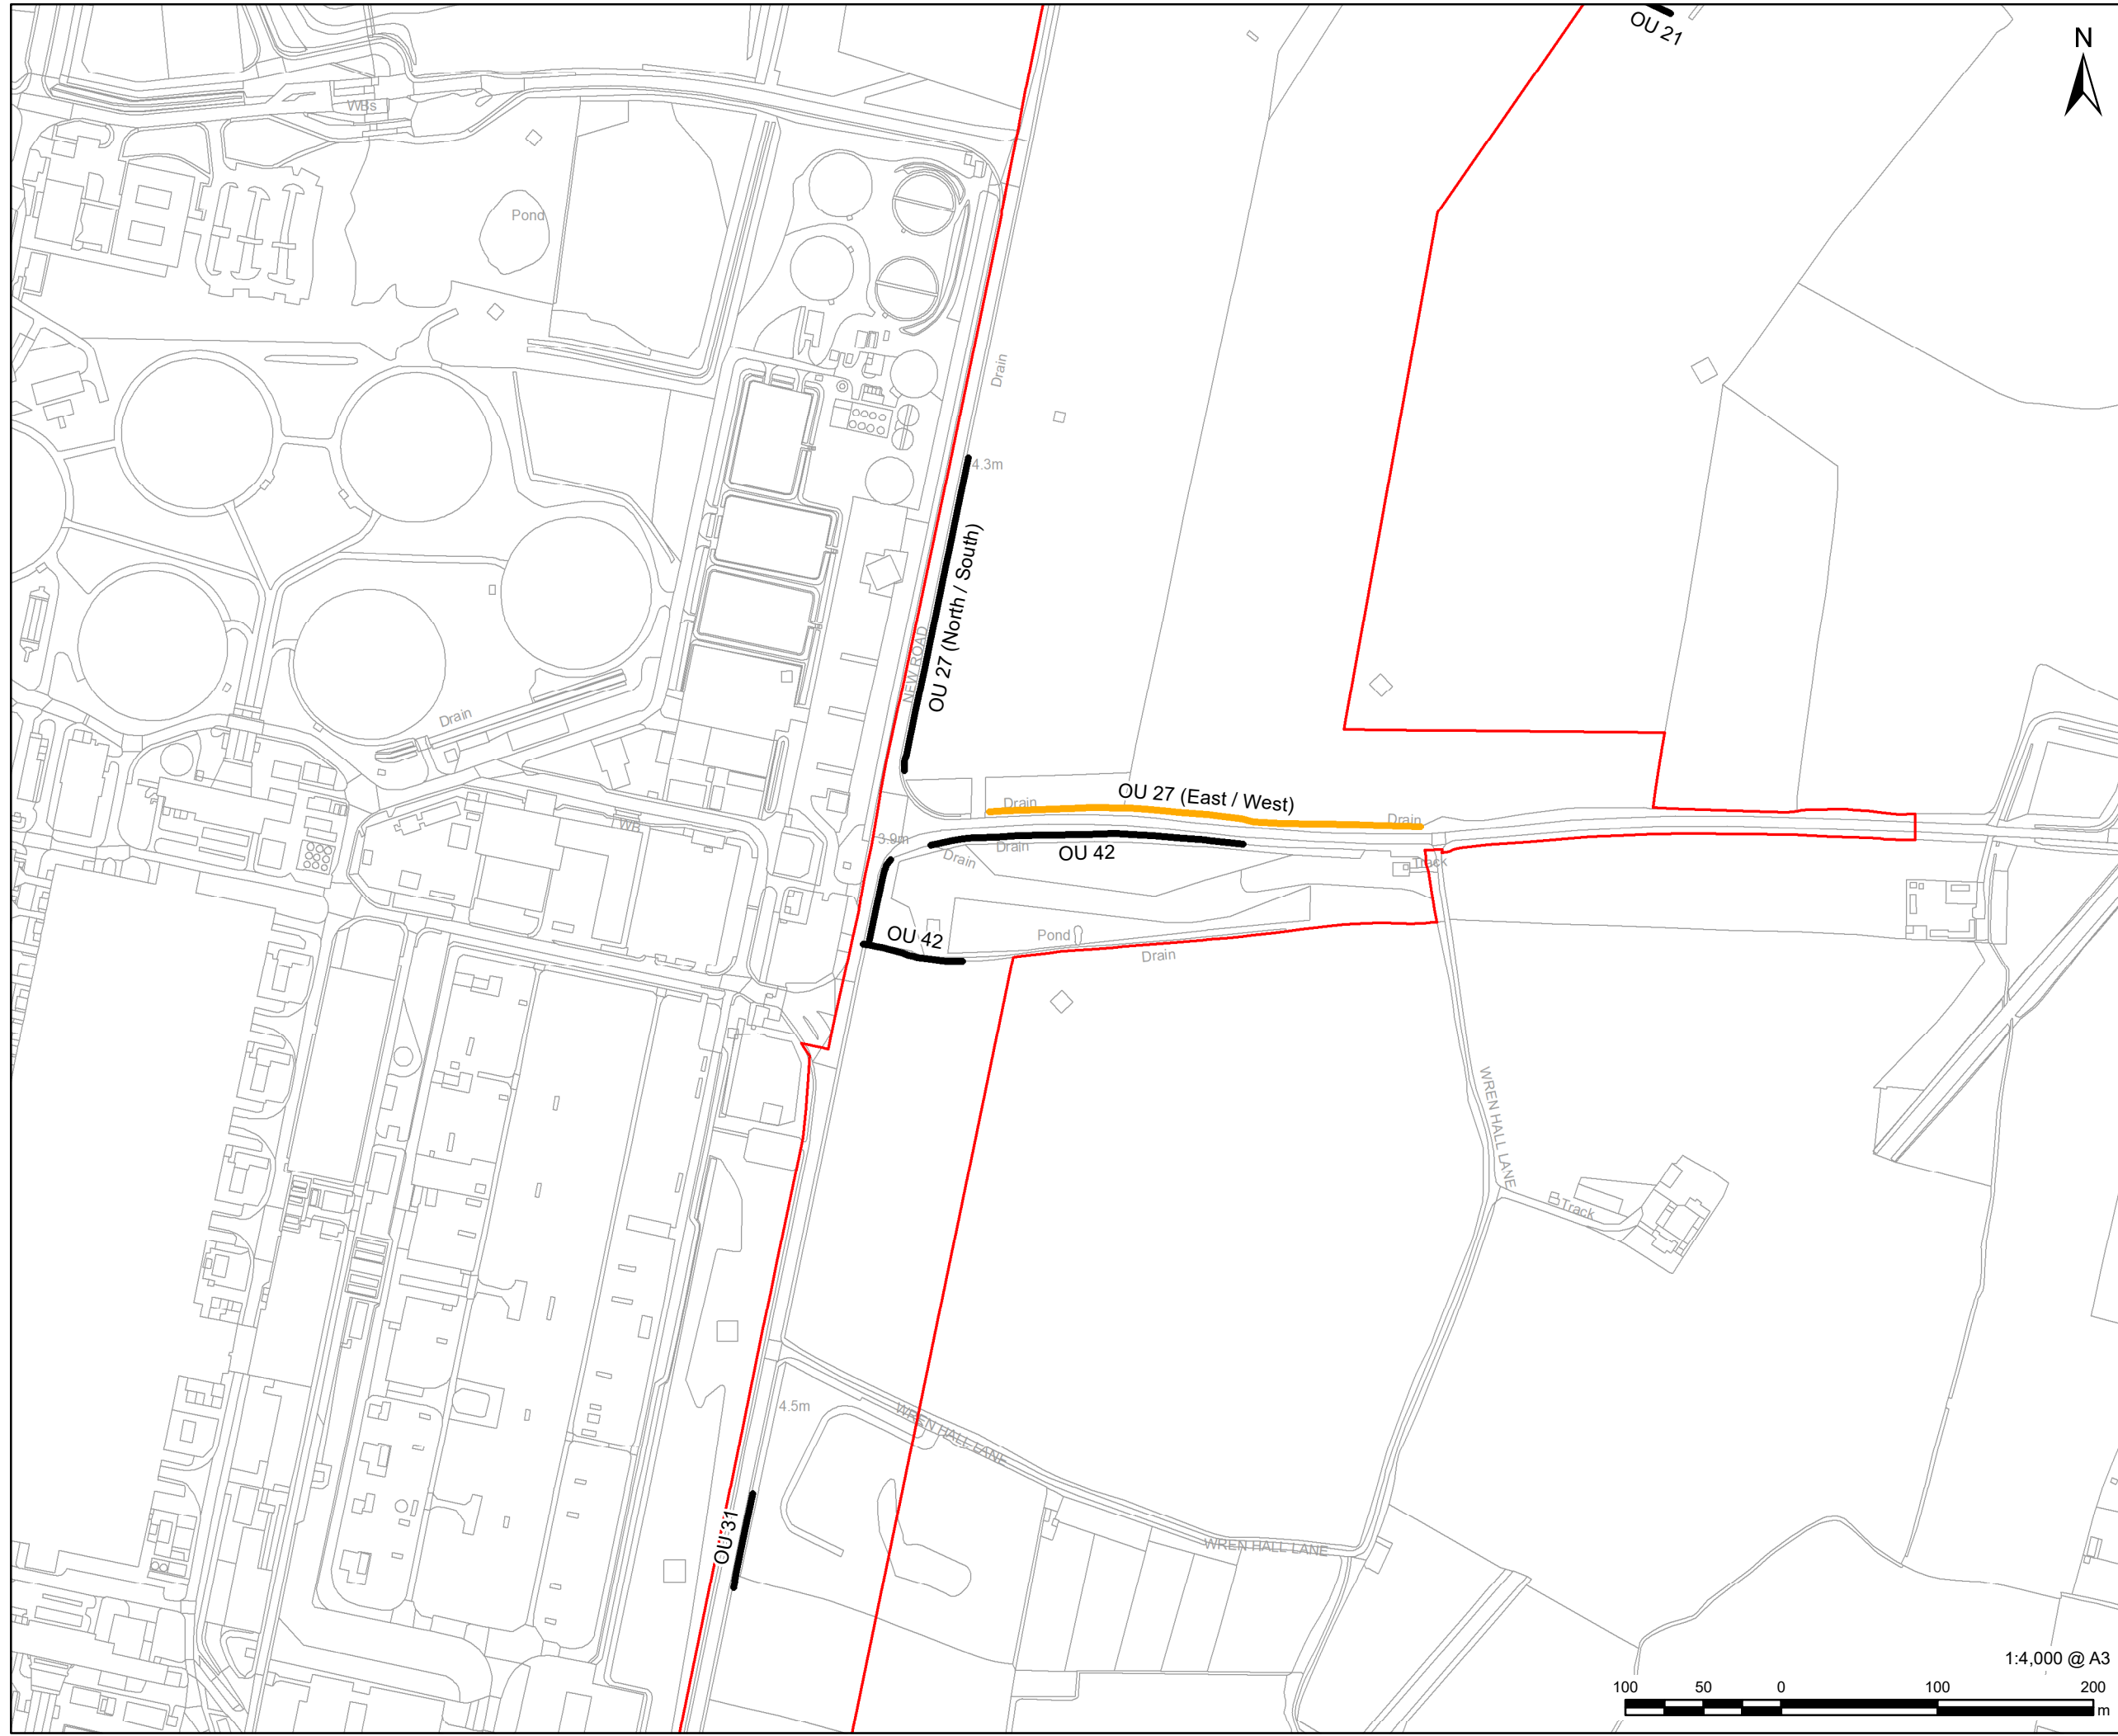 OU 21
N
WBs
Pond
Drain
4.3m
OU 27 (North / South)
NEW ROAD
Drain
OU 27 (East / West)
Drain
Drain
WB
3.9m
Drain
Drain
OU 42
Track
OU 42
Pond
Drain
WREN HALL LANE
Track
4.5m
WREN HALL LANE
OU 31
WREN HALL LANE
1:4,000 @ A3
100 50 0 100 200
m